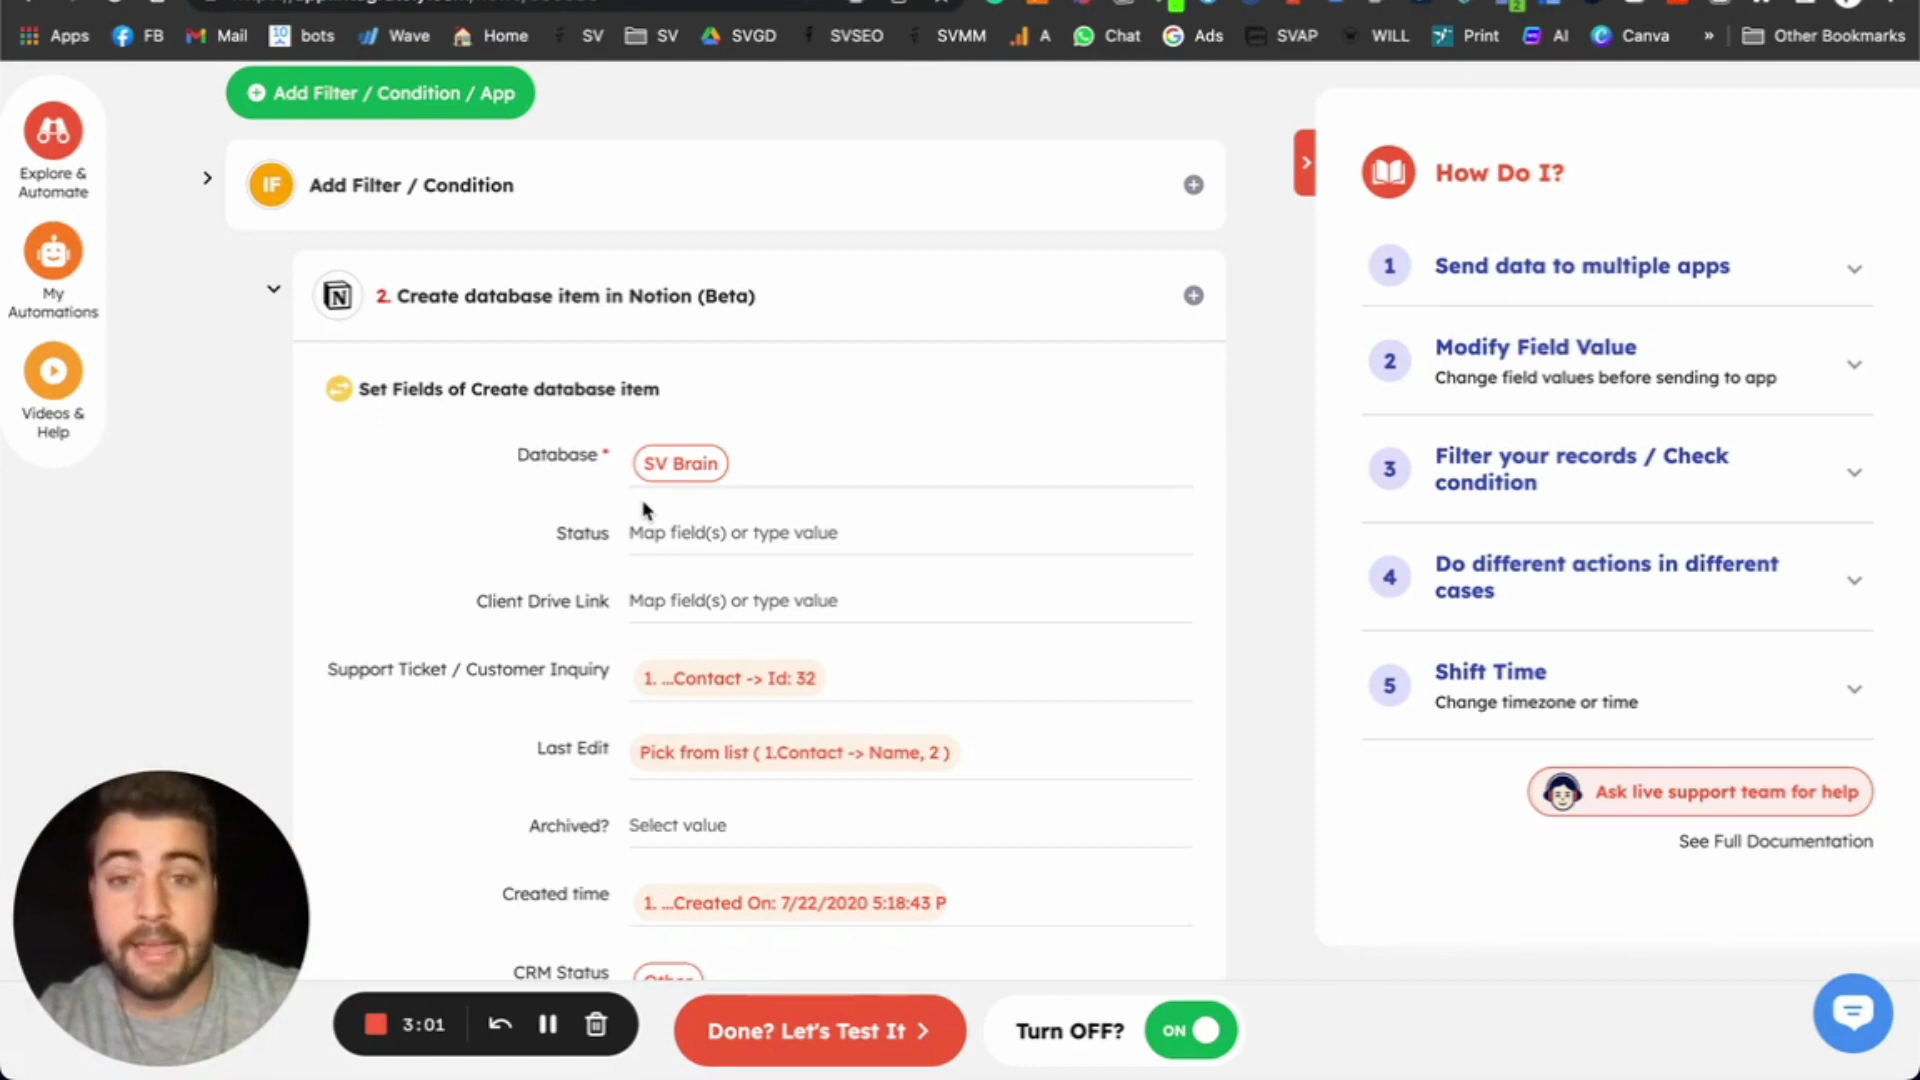 Apps FB Mail bots Wave Home SV SV SVGD SVSEO SVMM A Chat Ads SVAP WILL Print AI Canva » Other Bookmarks
Add Filter / Condition / App
IF Add Filter / Condition
Explore &
Automate
My
Automations
Videos &
Help
2. Create database item in Notion (Beta)
Set Fields of Create database item
Database * SV Brain
Status Map field(s) or type value
Client Drive Link Map field(s) or type value
Support Ticket / Customer Inquiry 1. ...Contact -> Id: 32
Last Edit Pick from list ( 1.Contact -> Name, 2 )
Archived? Select value
Created time 1. ...Created On: 7/22/2020 5:18:43 P
CRM Status Other
3:01
Done? Let's Test It >
Turn OFF? ON
How Do I?
1 Send data to multiple apps
2 Modify Field Value
Change field values before sending to app
3 Filter your records / Check
condition
4 Do different actions in different
cases
5 Shift Time
Change timezone or time
Ask live support team for help
See Full Documentation